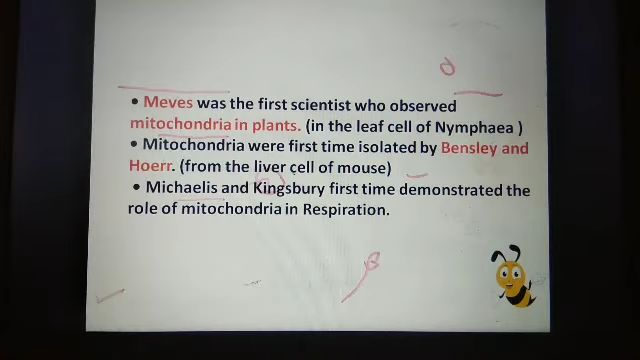 • Meves was the first scientist who observed
mitochondria in plants. (in the leaf cell of Nymphaea )
• Mitochondria were first time isolated by Bensley and
Hoerr. (from the liver cell of mouse)
• Michaelis and Kingsbury first time demonstrated the
role of mitochondria in Respiration.